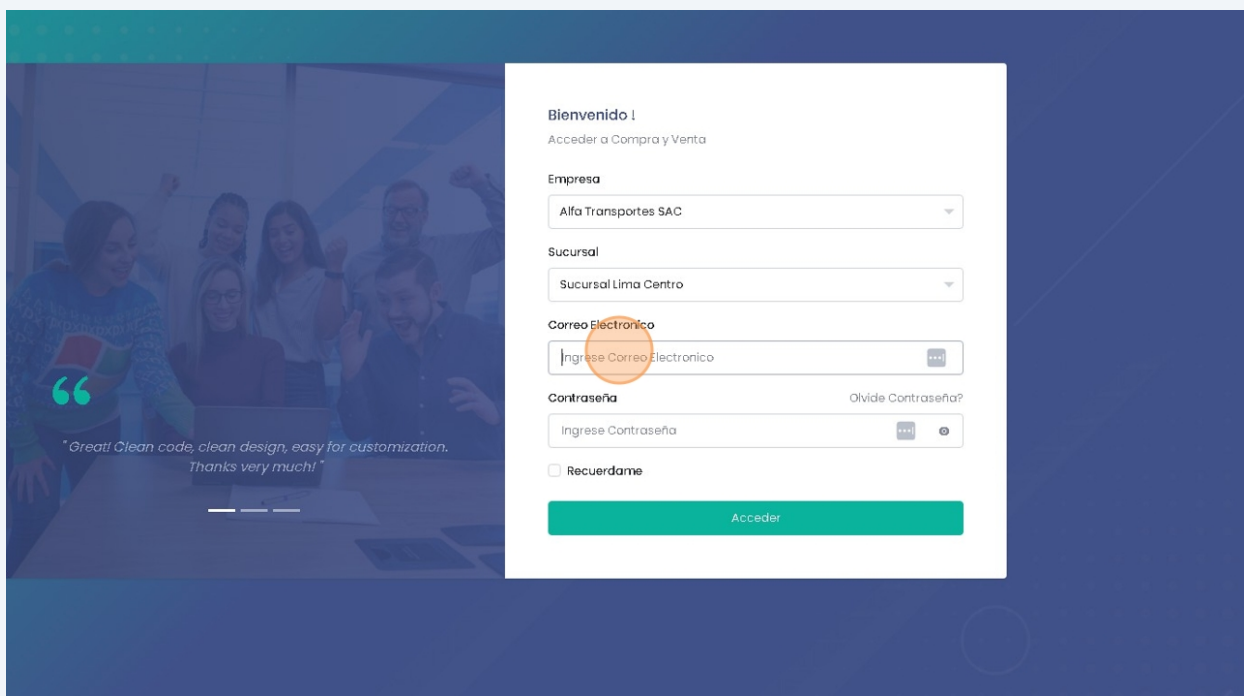 Bienvenido !
Acceder a Compra y Venta
Empresa
Alfa Transportes SAC
Sucursal
Sucursal Lima Centro
Correo Electronico
Ingrese Correo Electronico
Contraseña
Olvide Contraseña?
Ingrese Contraseña
Recuerdame
Acceder
" Great! Clean code, clean design, easy for customization.
Thanks very much! "